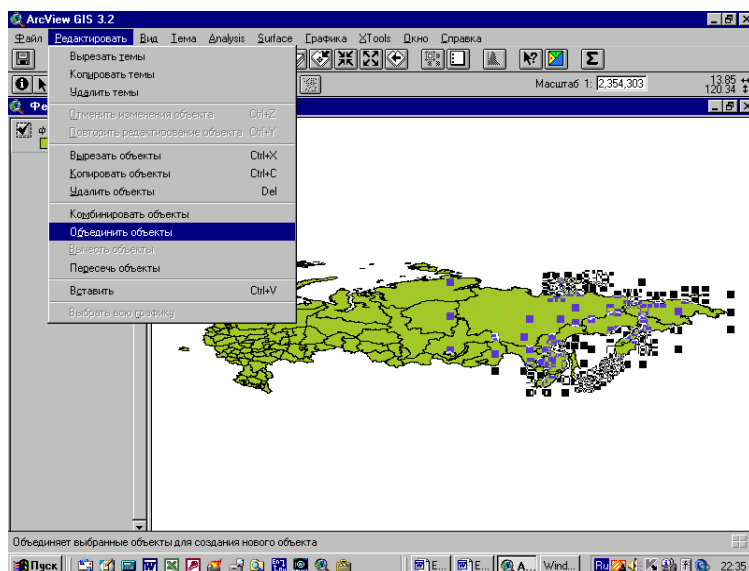 ArcView GIS 3.2
Файл Редактировать Вид Тема Analysis Surface Графика XTools Окно Справка
Вырезать темы
Копировать темы
Удалить темы
Масштаб 1: 2,354,303
13.85
120.34
Фе
Отменить изменения объекта Ctrl+Z
Повторить редактирование объекта Ctrl+Y
Вырезать объекты Ctrl+X
Копировать объекты Ctrl+C
Удалить объекты Del
Комбинировать объекты
Объединить объекты
Вычесть объекты
Пересечь объекты
Вставить Ctrl+V
Выбрать всю графику
Объединяет выбранные объекты для создания нового объекта
Пуск E... E... A... Wind... Ru 22:35